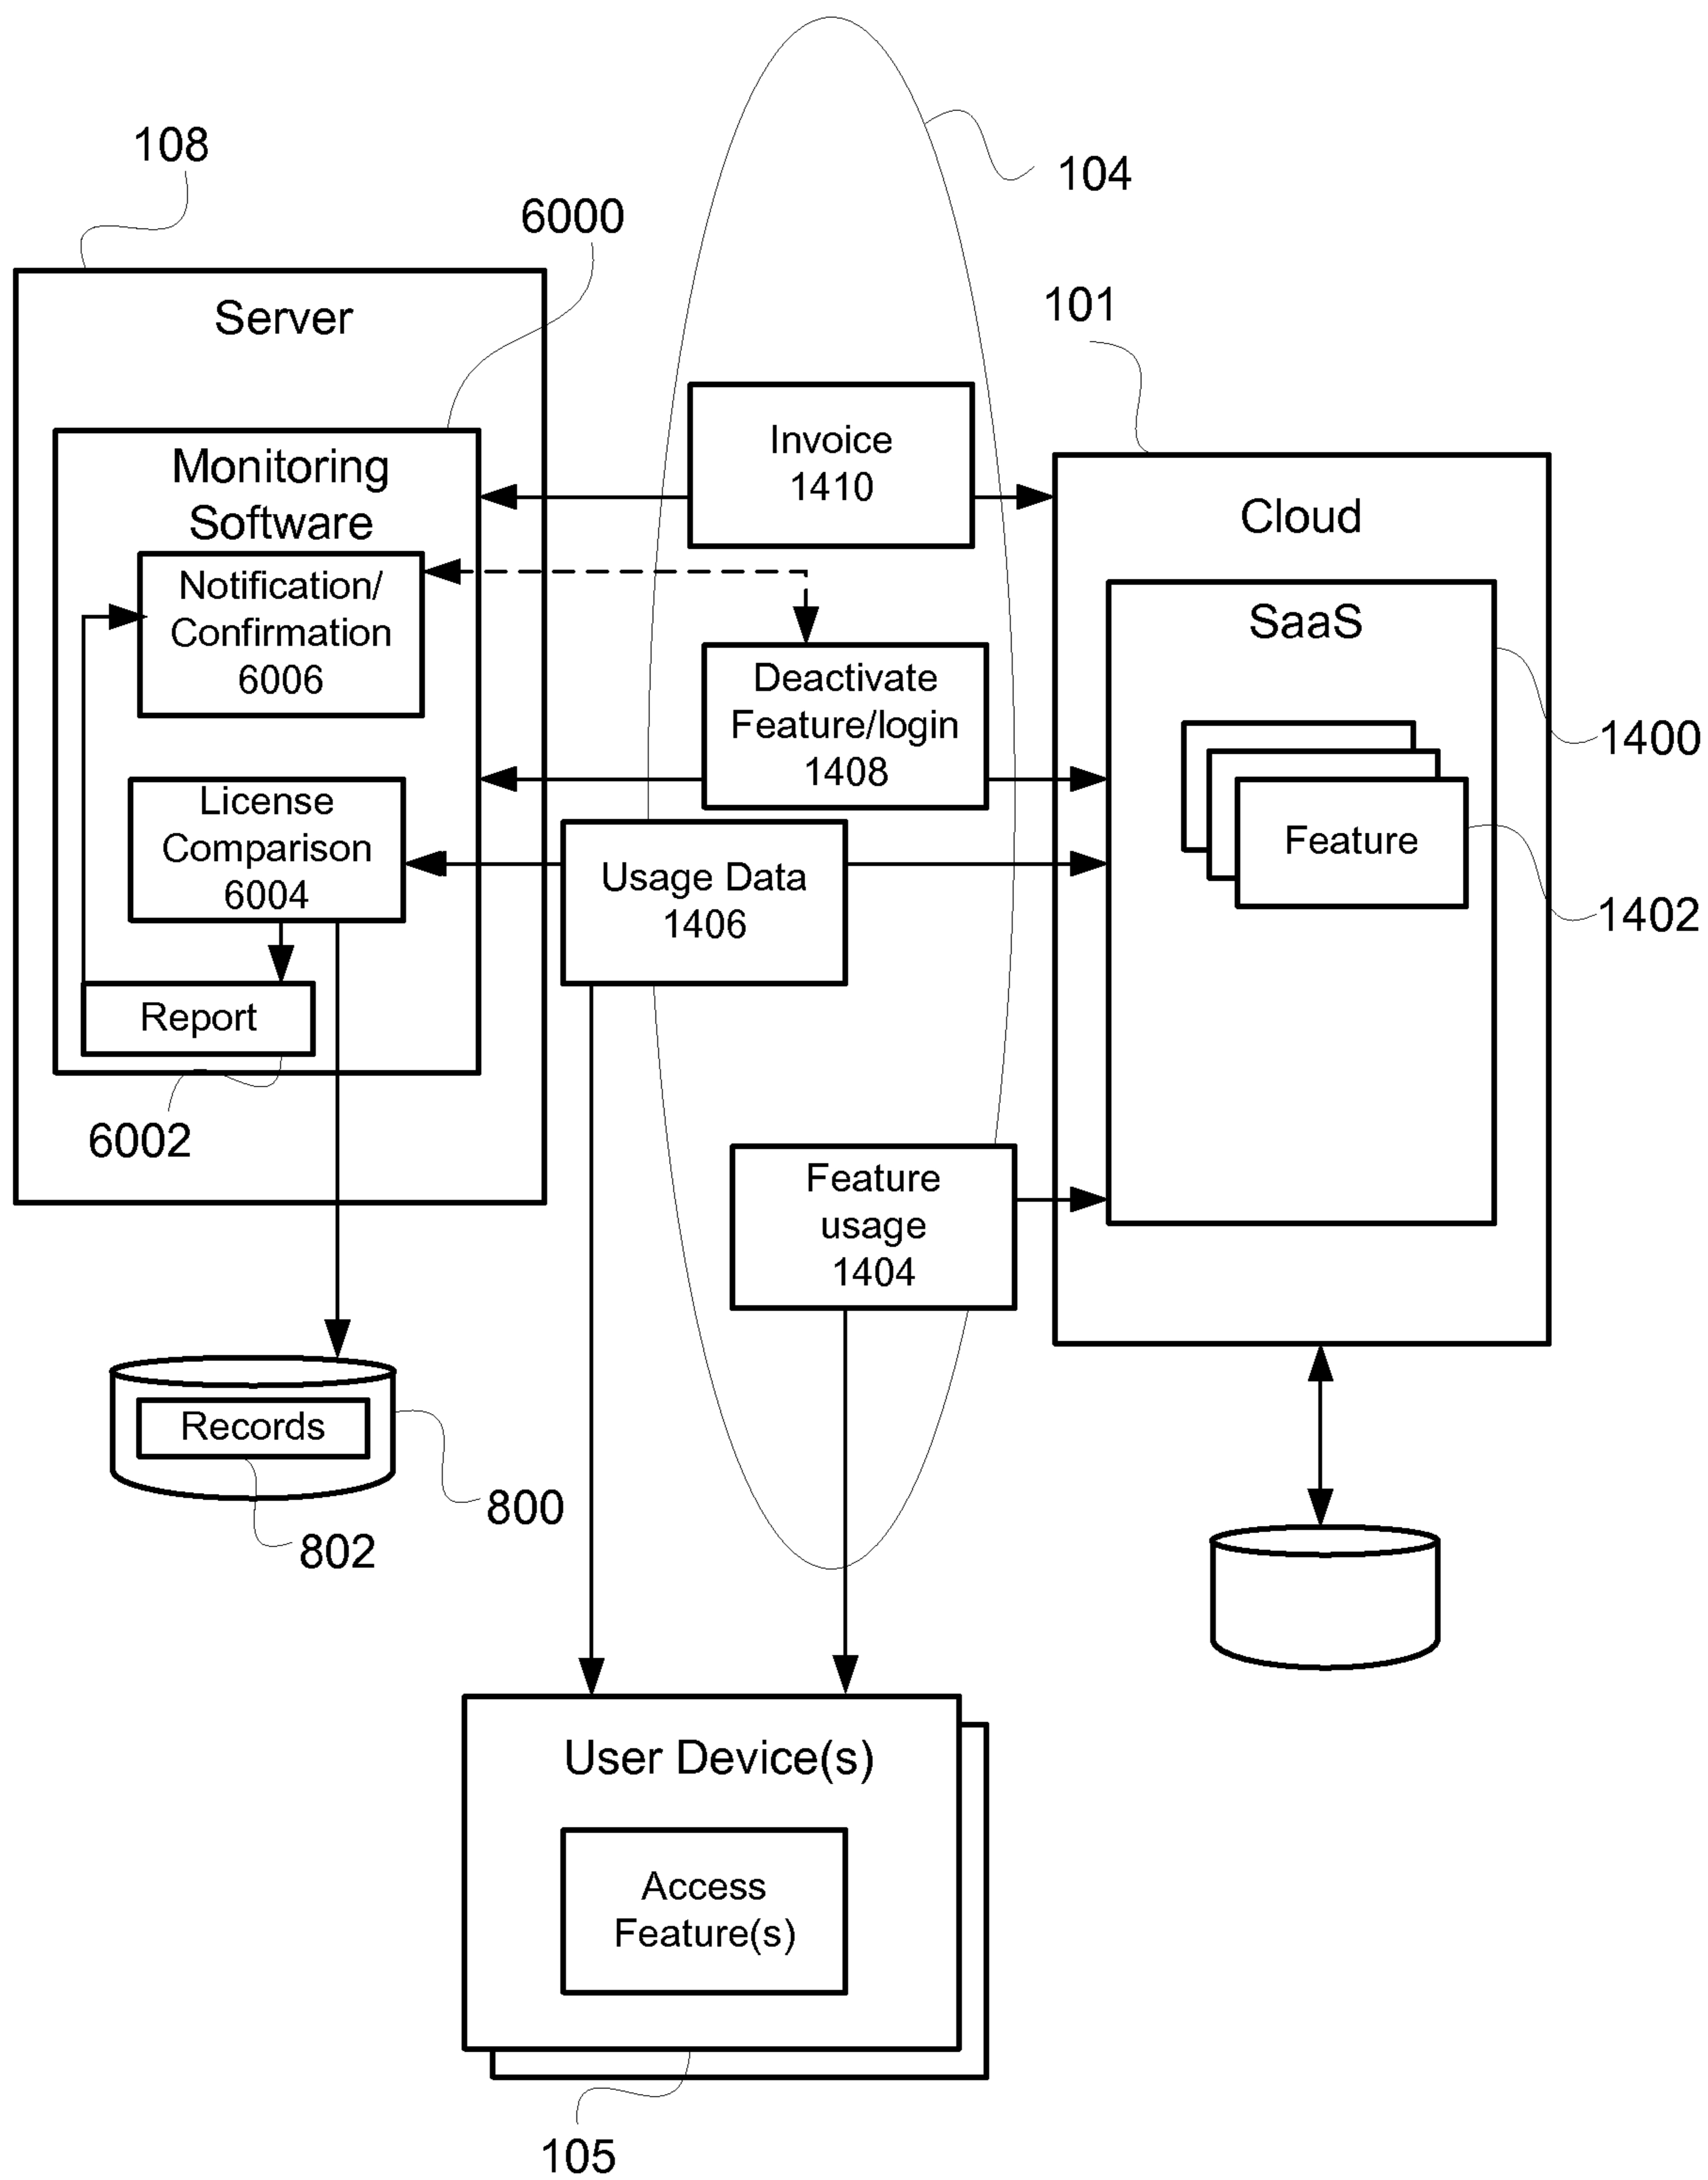 108
104
6000
101
Server
Monitoring
Software
Invoice
1410
Cloud
Notification/
Confirmation
6006
SaaS
Deactivate
Feature/login
1408
1400
License
Comparison
6004
Feature
Usage Data
1406
1402
Report
6002
Feature
usage
1404
Records
800
802
User Device(s)
Access
Feature(s)
105